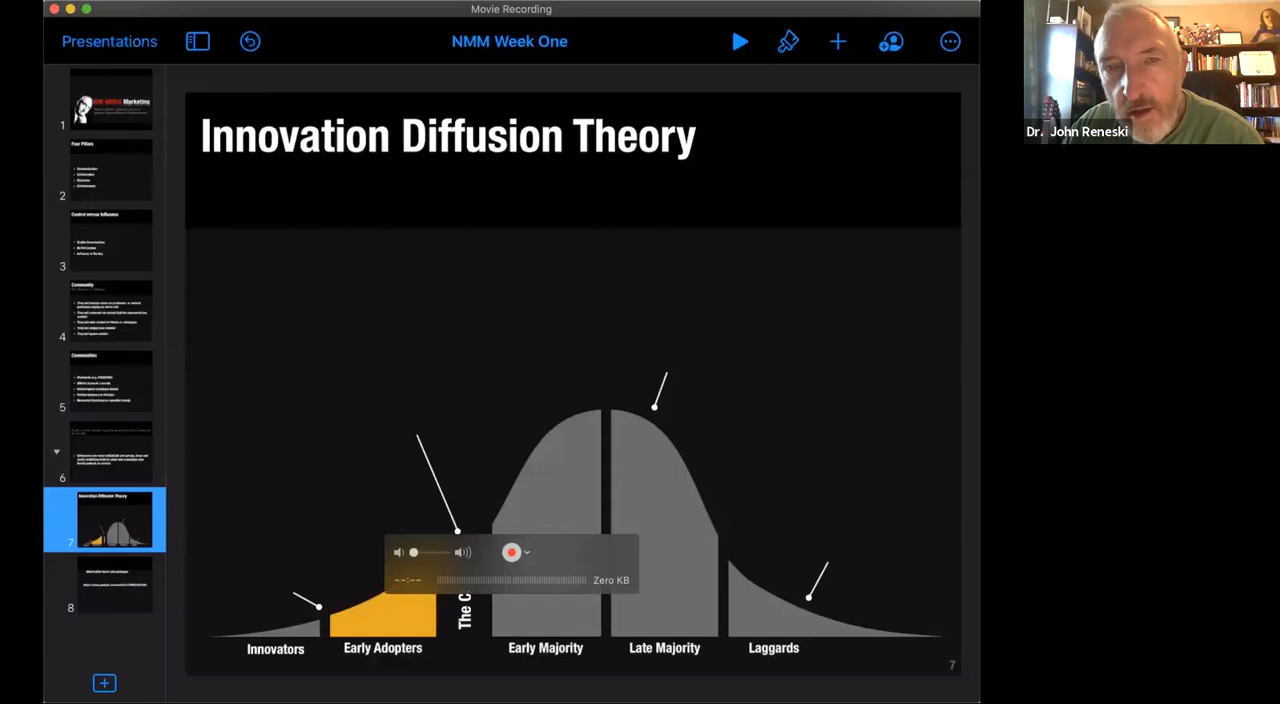 Movie Recording
Presentations
NMM Week One
Innovation Diffusion Theory
Dr. John Reneski
1
Four Pillars
2
Control versus Influence
3
Community
4
Communities
5
6
Innovation Diffusion Theory
7
8
Zero KB
--:--
The C
Innovators
Early Adopters
Early Majority
Late Majority
Laggards
7